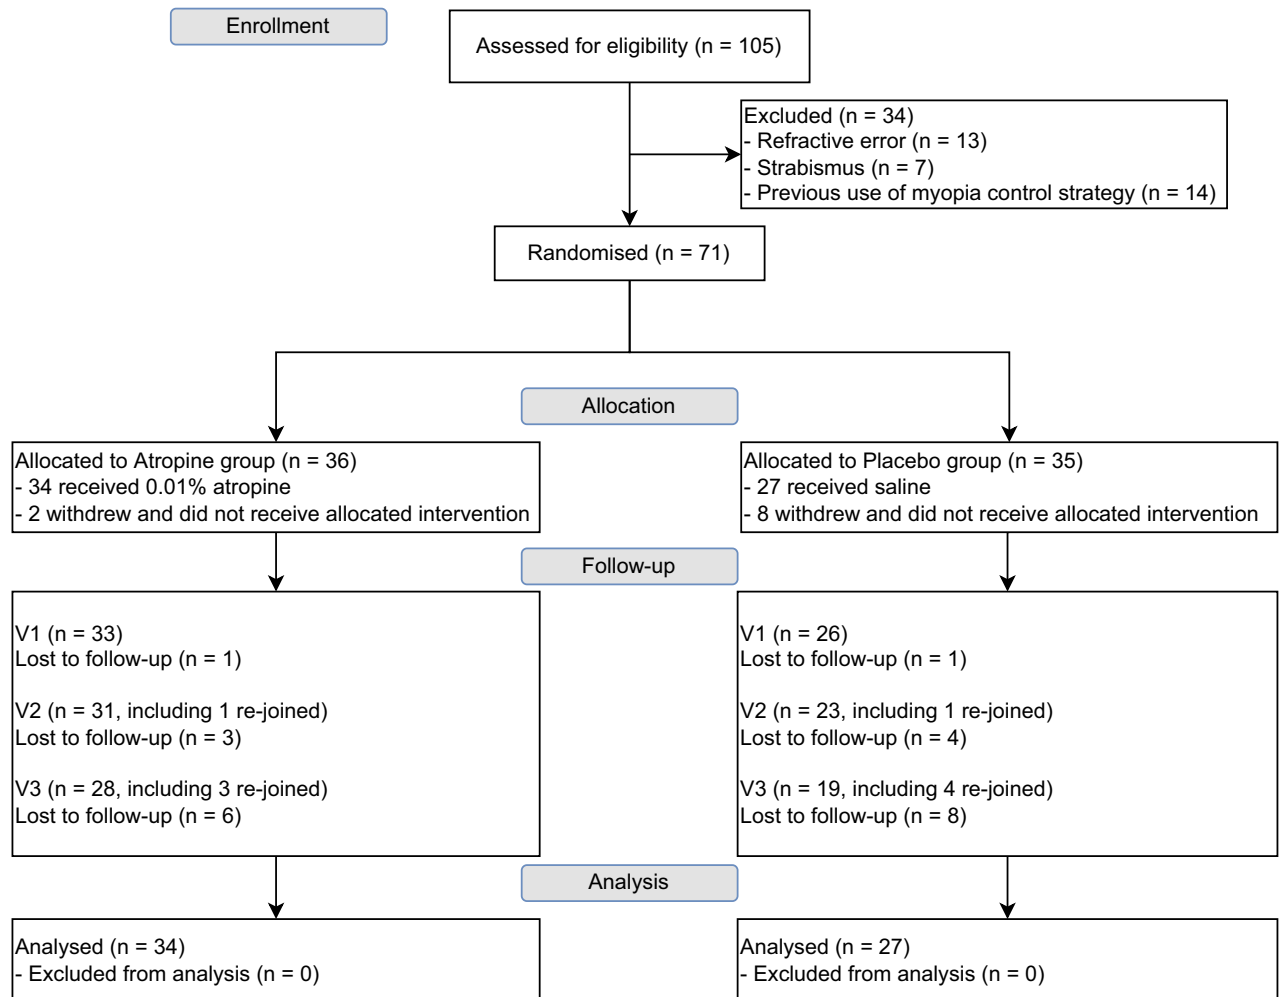 Enrollment
Assessed for eligibility (n = 105)
Excluded (n = 34)
- Refractive error (n = 13)
- Strabismus (n = 7)
- Previous use of myopia control strategy (n = 14)
Randomised (n = 71)
Allocation
Allocated to Atropine group (n = 36)
- 34 received 0.01% atropine
- 2 withdrew and did not receive allocated intervention
Allocated to Placebo group (n = 35)
- 27 received saline
- 8 withdrew and did not receive allocated intervention
Follow-up
V1 (n = 33)
Lost to follow-up (n = 1)
V2 (n = 31, including 1 re-joined)
Lost to follow-up (n = 3)
V3 (n = 28, including 3 re-joined)
Lost to follow-up (n = 6)
V1 (n = 26)
Lost to follow-up (n = 1)
V2 (n = 23, including 1 re-joined)
Lost to follow-up (n = 4)
V3 (n = 19, including 4 re-joined)
Lost to follow-up (n = 8)
Analysis
Analysed (n = 34)
- Excluded from analysis (n = 0)
Analysed (n = 27)
- Excluded from analysis (n = 0)